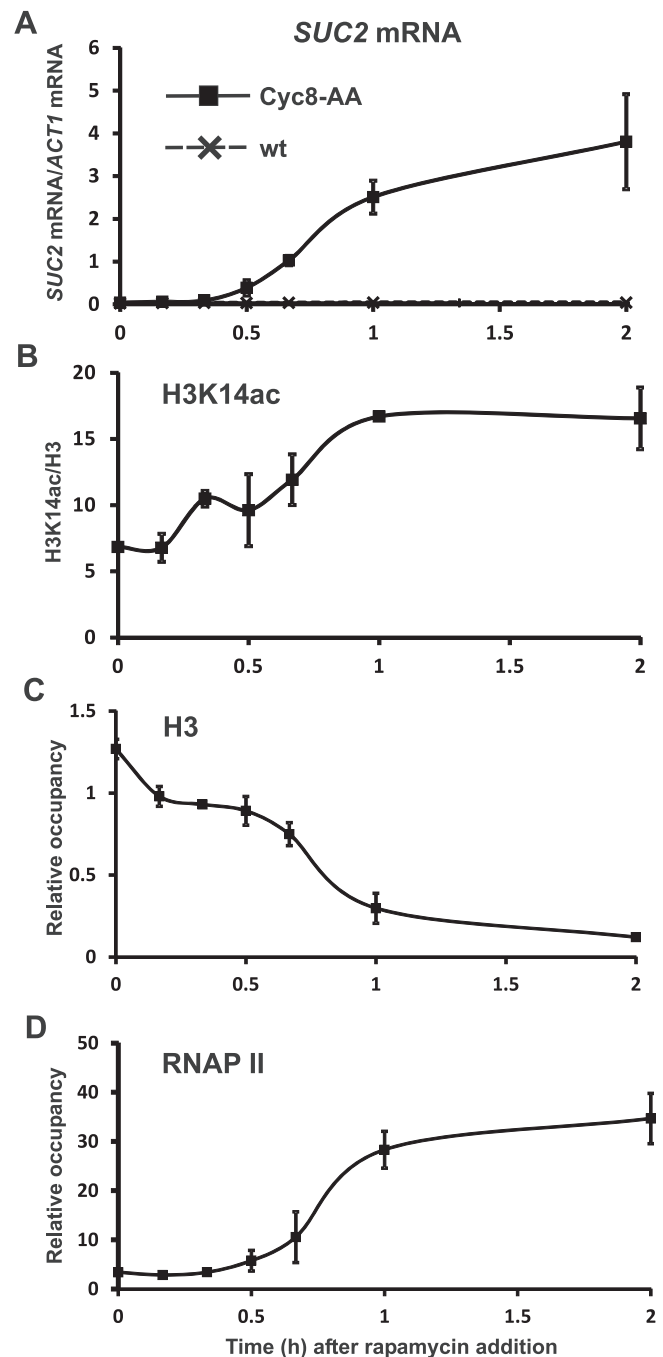 A
SUC2 mRNA
SUC2 mRNA/ACT1 mRNA
6
5
4
3
2
1
0
Cyc8-AA
wt
0 0.5 1 1.5 2
B
H3K14ac
H3K14ac/H3
20
15
10
5
0
0 0.5 1 1.5 2
C
H3
Relative occupancy
1.5
1
0.5
0
0 0.5 1 1.5 2
D
RNAP II
Relative occupancy
50
40
30
20
10
0
0 0.5 1 1.5 2
Time (h) after rapamycin addition